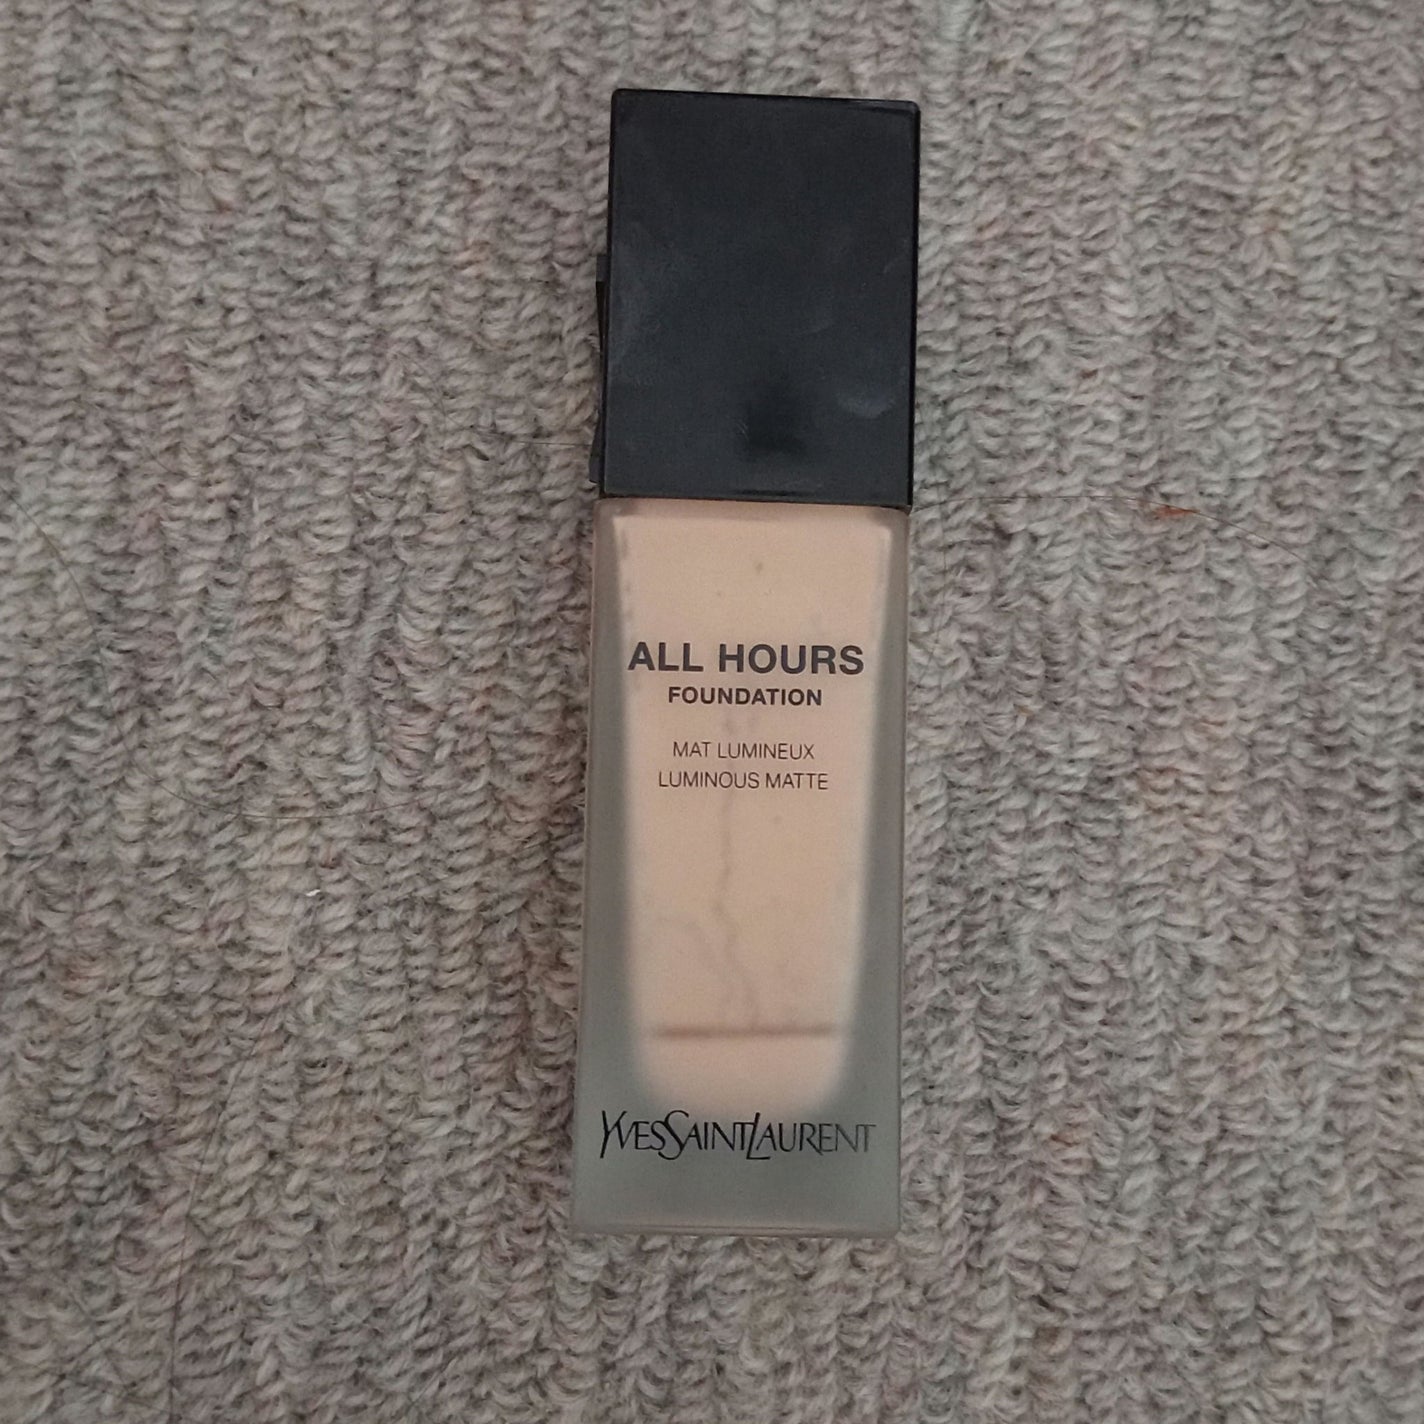 ALL HOURS
FOUNDATION
MAT LUMINEUX
LUMINOUS MATTE
YVESSAINTLAURENT